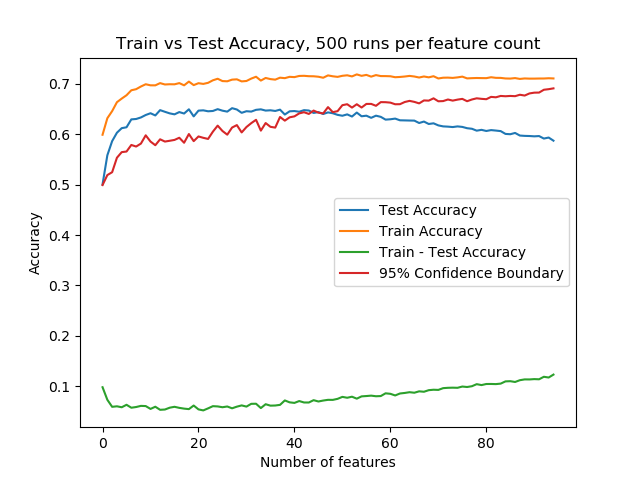 Train vs Test Accuracy, 500 runs per feature count
0.7
0.6
0.5
0.4
0.3
0.2
0.1
Accuracy
Test Accuracy
Train Accuracy
Train - Test Accuracy
95% Confidence Boundary
0 20 40 60 80
Number of features